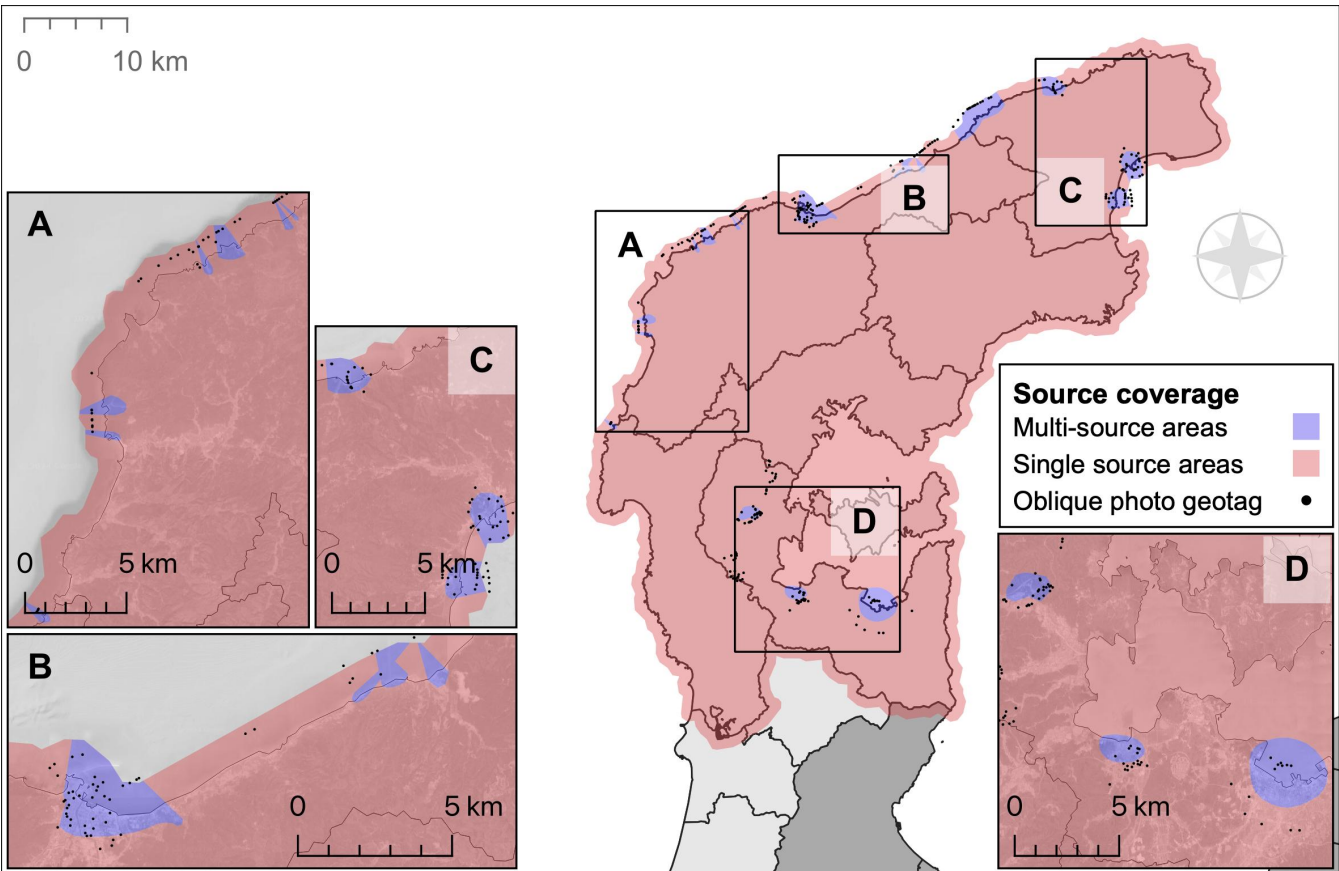 0 10 km
A
B
C
D
A
0 5 km
C
0 5 km
B
0 5 km
Source coverage
Multi-source areas
Single source areas
Oblique photo geotag
D
0 5 km